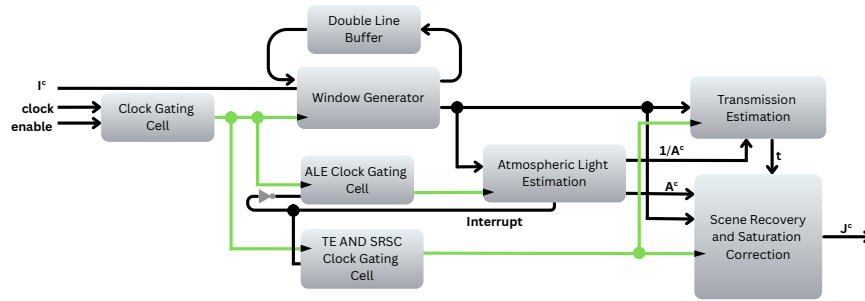 Double Line
Buffer
Iᶜ
clock
enable
Clock Gating
Cell
Window Generator
Transmission
Estimation
ALE Clock Gating
Cell
Atmospheric Light
Estimation
1/Aᶜ
t
Aᶜ
Interrupt
TE AND SRSC
Clock Gating
Cell
Scene Recovery
and Saturation
Correction
Jᶜ